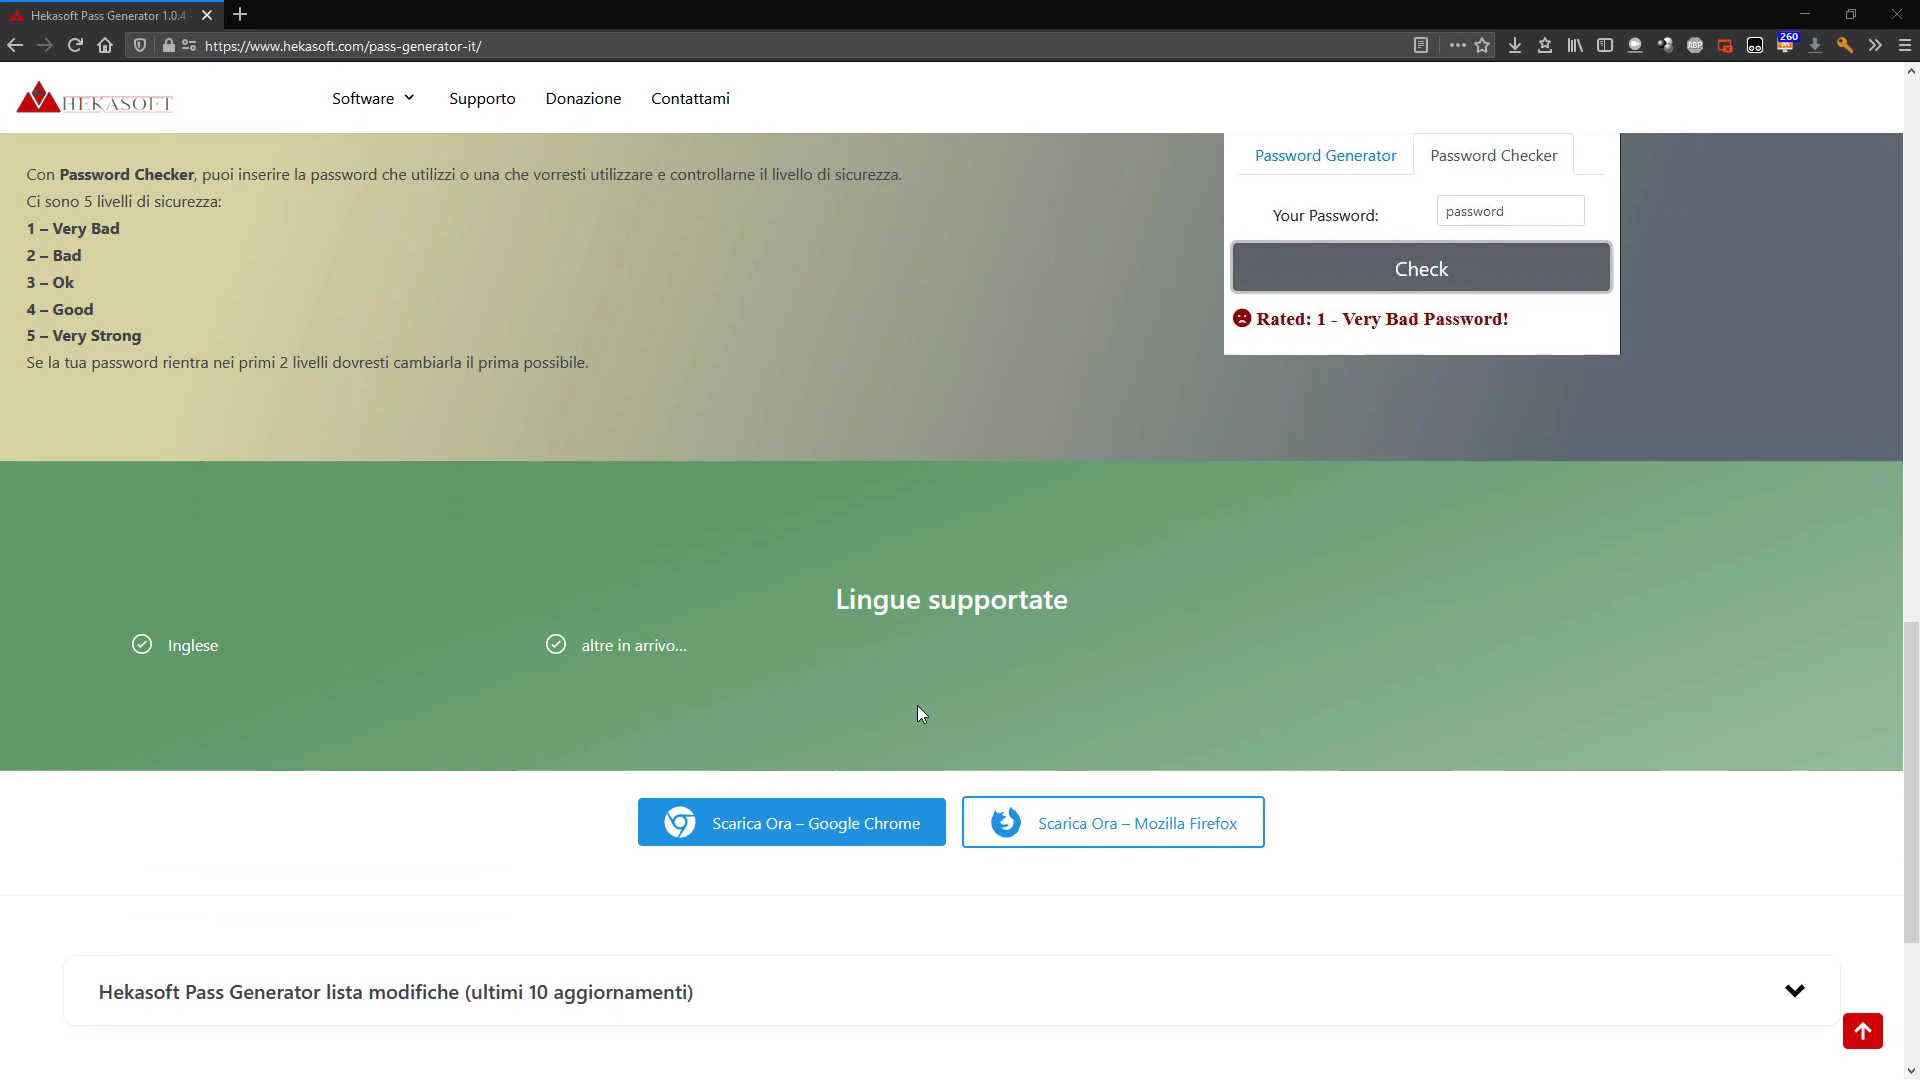 Hekasoft Pass Generator 1.0.4
https://www.hekasoft.com/pass-generator-it/
260
ABP
HEKASOFT
Software
Supporto
Donazione
Contattami
Con Password Checker, puoi inserire la password che utilizzi o una che vorresti utilizzare e controllarne il livello di sicurezza.
Ci sono 5 livelli di sicurezza:
1 – Very Bad
2 – Bad
3 – Ok
4 – Good
5 – Very Strong
Se la tua password rientra nei primi 2 livelli dovresti cambiarla il prima possibile.
Password Generator
Password Checker
Your Password:
password
Check
Rated: 1 - Very Bad Password!
Lingue supportate
Inglese
altre in arrivo...
Scarica Ora – Google Chrome
Scarica Ora – Mozilla Firefox
Hekasoft Pass Generator lista modifiche (ultimi 10 aggiornamenti)